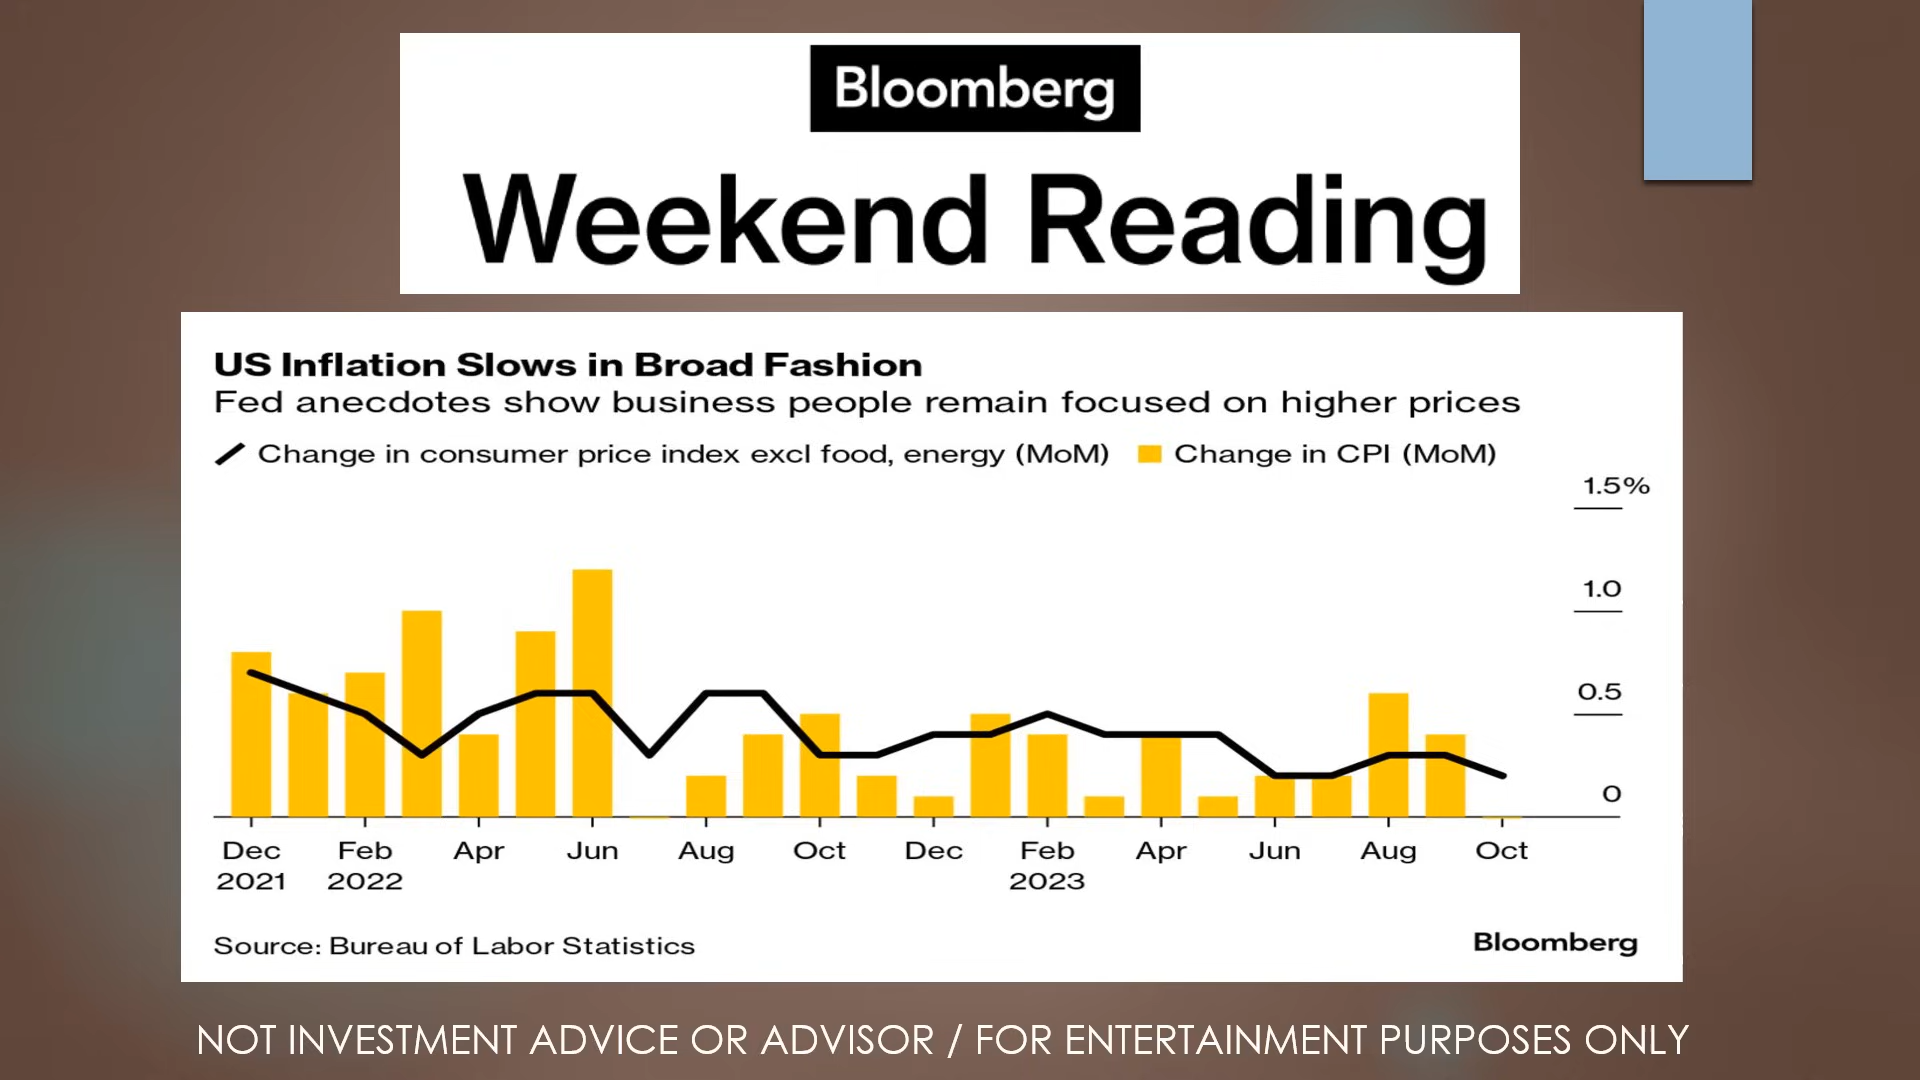 Bloomberg
Weekend Reading
US Inflation Slows in Broad Fashion
Fed anecdotes show business people remain focused on higher prices
Change in consumer price index excl food, energy (MoM) Change in CPI (MoM)
1.5%
1.0
0.5
0
Dec Feb Apr Jun Aug Oct Dec Feb Apr Jun Aug Oct
2021 2022 2023
Source: Bureau of Labor Statistics Bloomberg
NOT INVESTMENT ADVICE OR ADVISOR / FOR ENTERTAINMENT PURPOSES ONLY